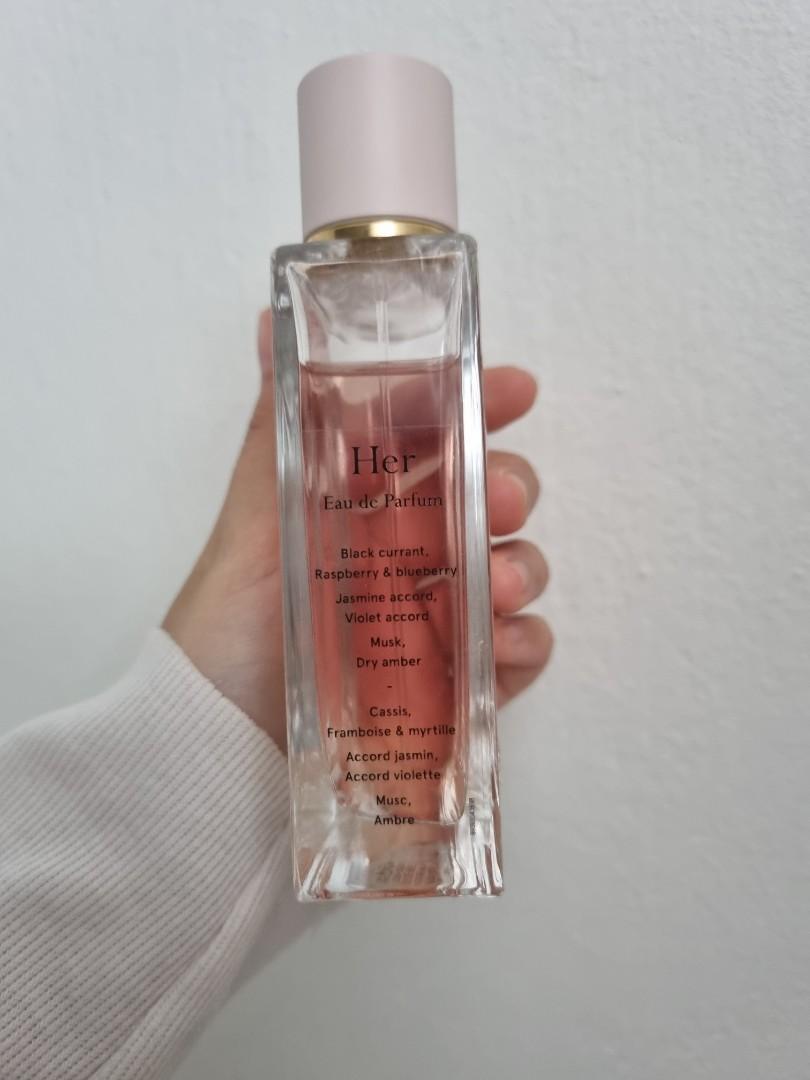 Her
Eau de Parfum
Black currant,
Raspberry & blueberry
Jasmine accord,
Violet accord
Musk,
Dry amber
-
Cassis,
Framboise & myrtille
Accord jasmin,
Accord violette
Musc,
Ambre